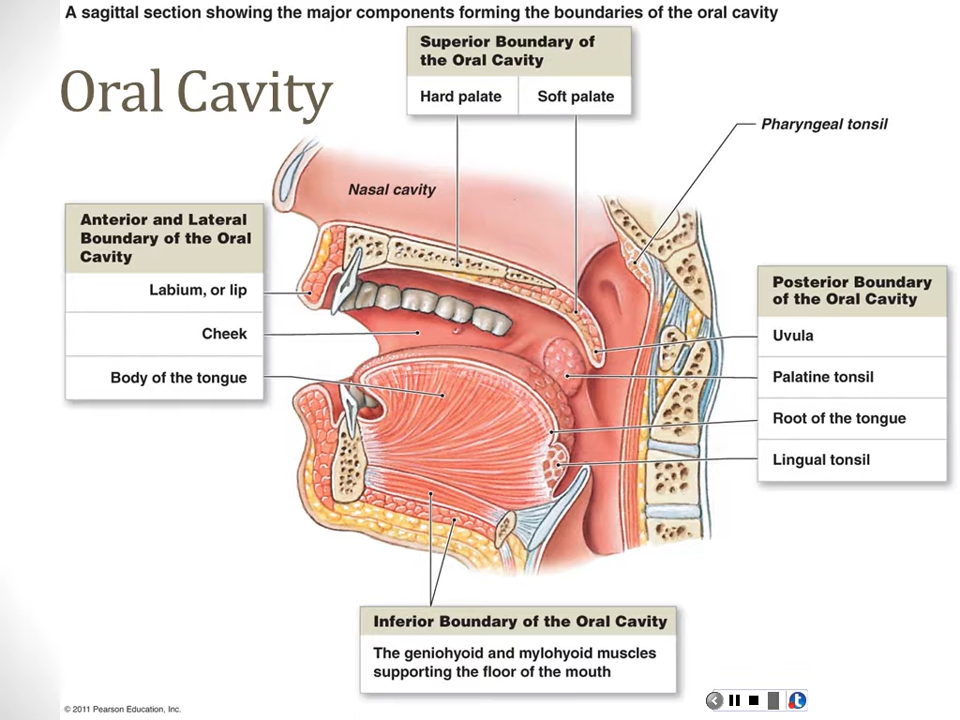 A sagittal section showing the major components forming the boundaries of the oral cavity
Oral Cavity
Superior Boundary of
the Oral Cavity
Hard palate
Soft palate
Pharyngeal tonsil
Nasal cavity
Anterior and Lateral
Boundary of the Oral
Cavity
Labium, or lip
Cheek
Body of the tongue
Posterior Boundary
of the Oral Cavity
Uvula
Palatine tonsil
Root of the tongue
Lingual tonsil
Inferior Boundary of the Oral Cavity
The geniohyoid and mylohyoid muscles
supporting the floor of the mouth
© 2011 Pearson Education, Inc.